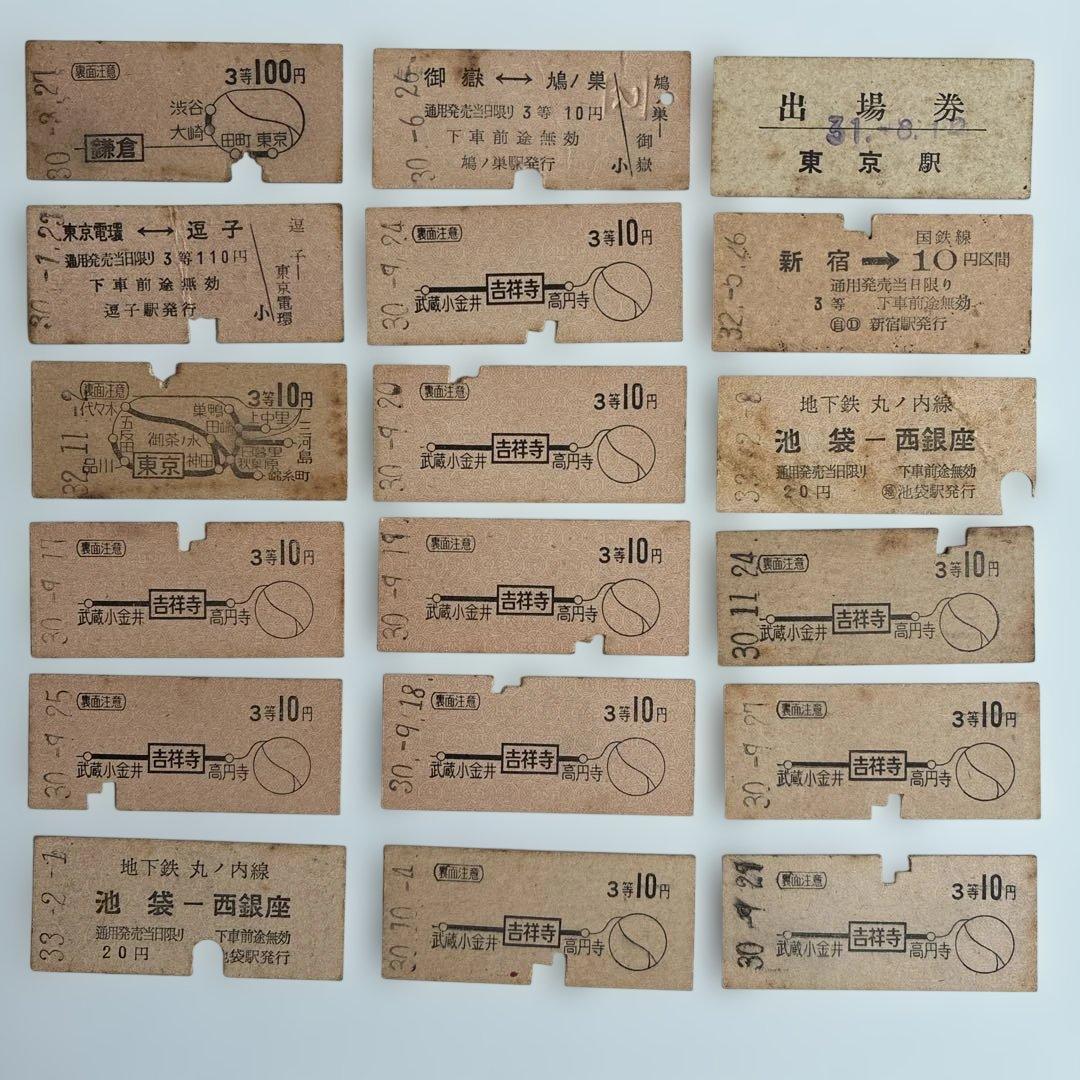 裏面注意
3等100円
渋谷
大崎
田町 東京
鎌倉
30.-8.27
御嶽 ↔ 鳩ノ巣
通用発売当日限り 3等 10円
下車前途無効
鳩ノ巣駅発行
小
鳩ノ巣―御嶽
30.-6.26
出場券
31.-8.
東京駅
東京電環 ↔ 逗子
通用発売当日限り 3等110円
下車前途無効
逗子駅発行
小
逗子―東京電環
裏面注意
3等10円
吉祥寺
武蔵小金井
高円寺
30.-9.24
国鉄線
新宿 → 10円区間
通用発売当日限り
3等 下車前途無効
自 口 新宿駅発行
32.-5.26
裏面注意
3等10円
代々木
巣鴨
上中里
田端
五反田
御茶ノ水
三河島
日暮里
秋葉原
品川
東京
神田
錦糸町
32.11.-2
裏面注意
3等10円
吉祥寺
武蔵小金井
高円寺
30.-9.20
地下鉄 丸ノ内線
池袋―西銀座
通用発売当日限り 下車前途無効
20円 地 池袋駅発行
33.-2.-8
裏面注意
3等10円
吉祥寺
武蔵小金井
高円寺
30.-9.17
裏面注意
3等10円
吉祥寺
武蔵小金井
高円寺
30.-9.19
裏面注意
3等10円
吉祥寺
武蔵小金井
高円寺
30.11.24
裏面注意
3等10円
吉祥寺
武蔵小金井
高円寺
30.-9.25
裏面注意
3等10円
吉祥寺
武蔵小金井
高円寺
30.-9.18
裏面注意
3等10円
吉祥寺
武蔵小金井
高円寺
30.-9.27
地下鉄 丸ノ内線
池袋―西銀座
通用発売当日限り 下車前途無効
20円 池袋駅発行
33.-2.-1
裏面注意
3等10円
吉祥寺
武蔵小金井
高円寺
30.10.-4
裏面注意
3等10円
吉祥寺
武蔵小金井
高円寺
30.-9